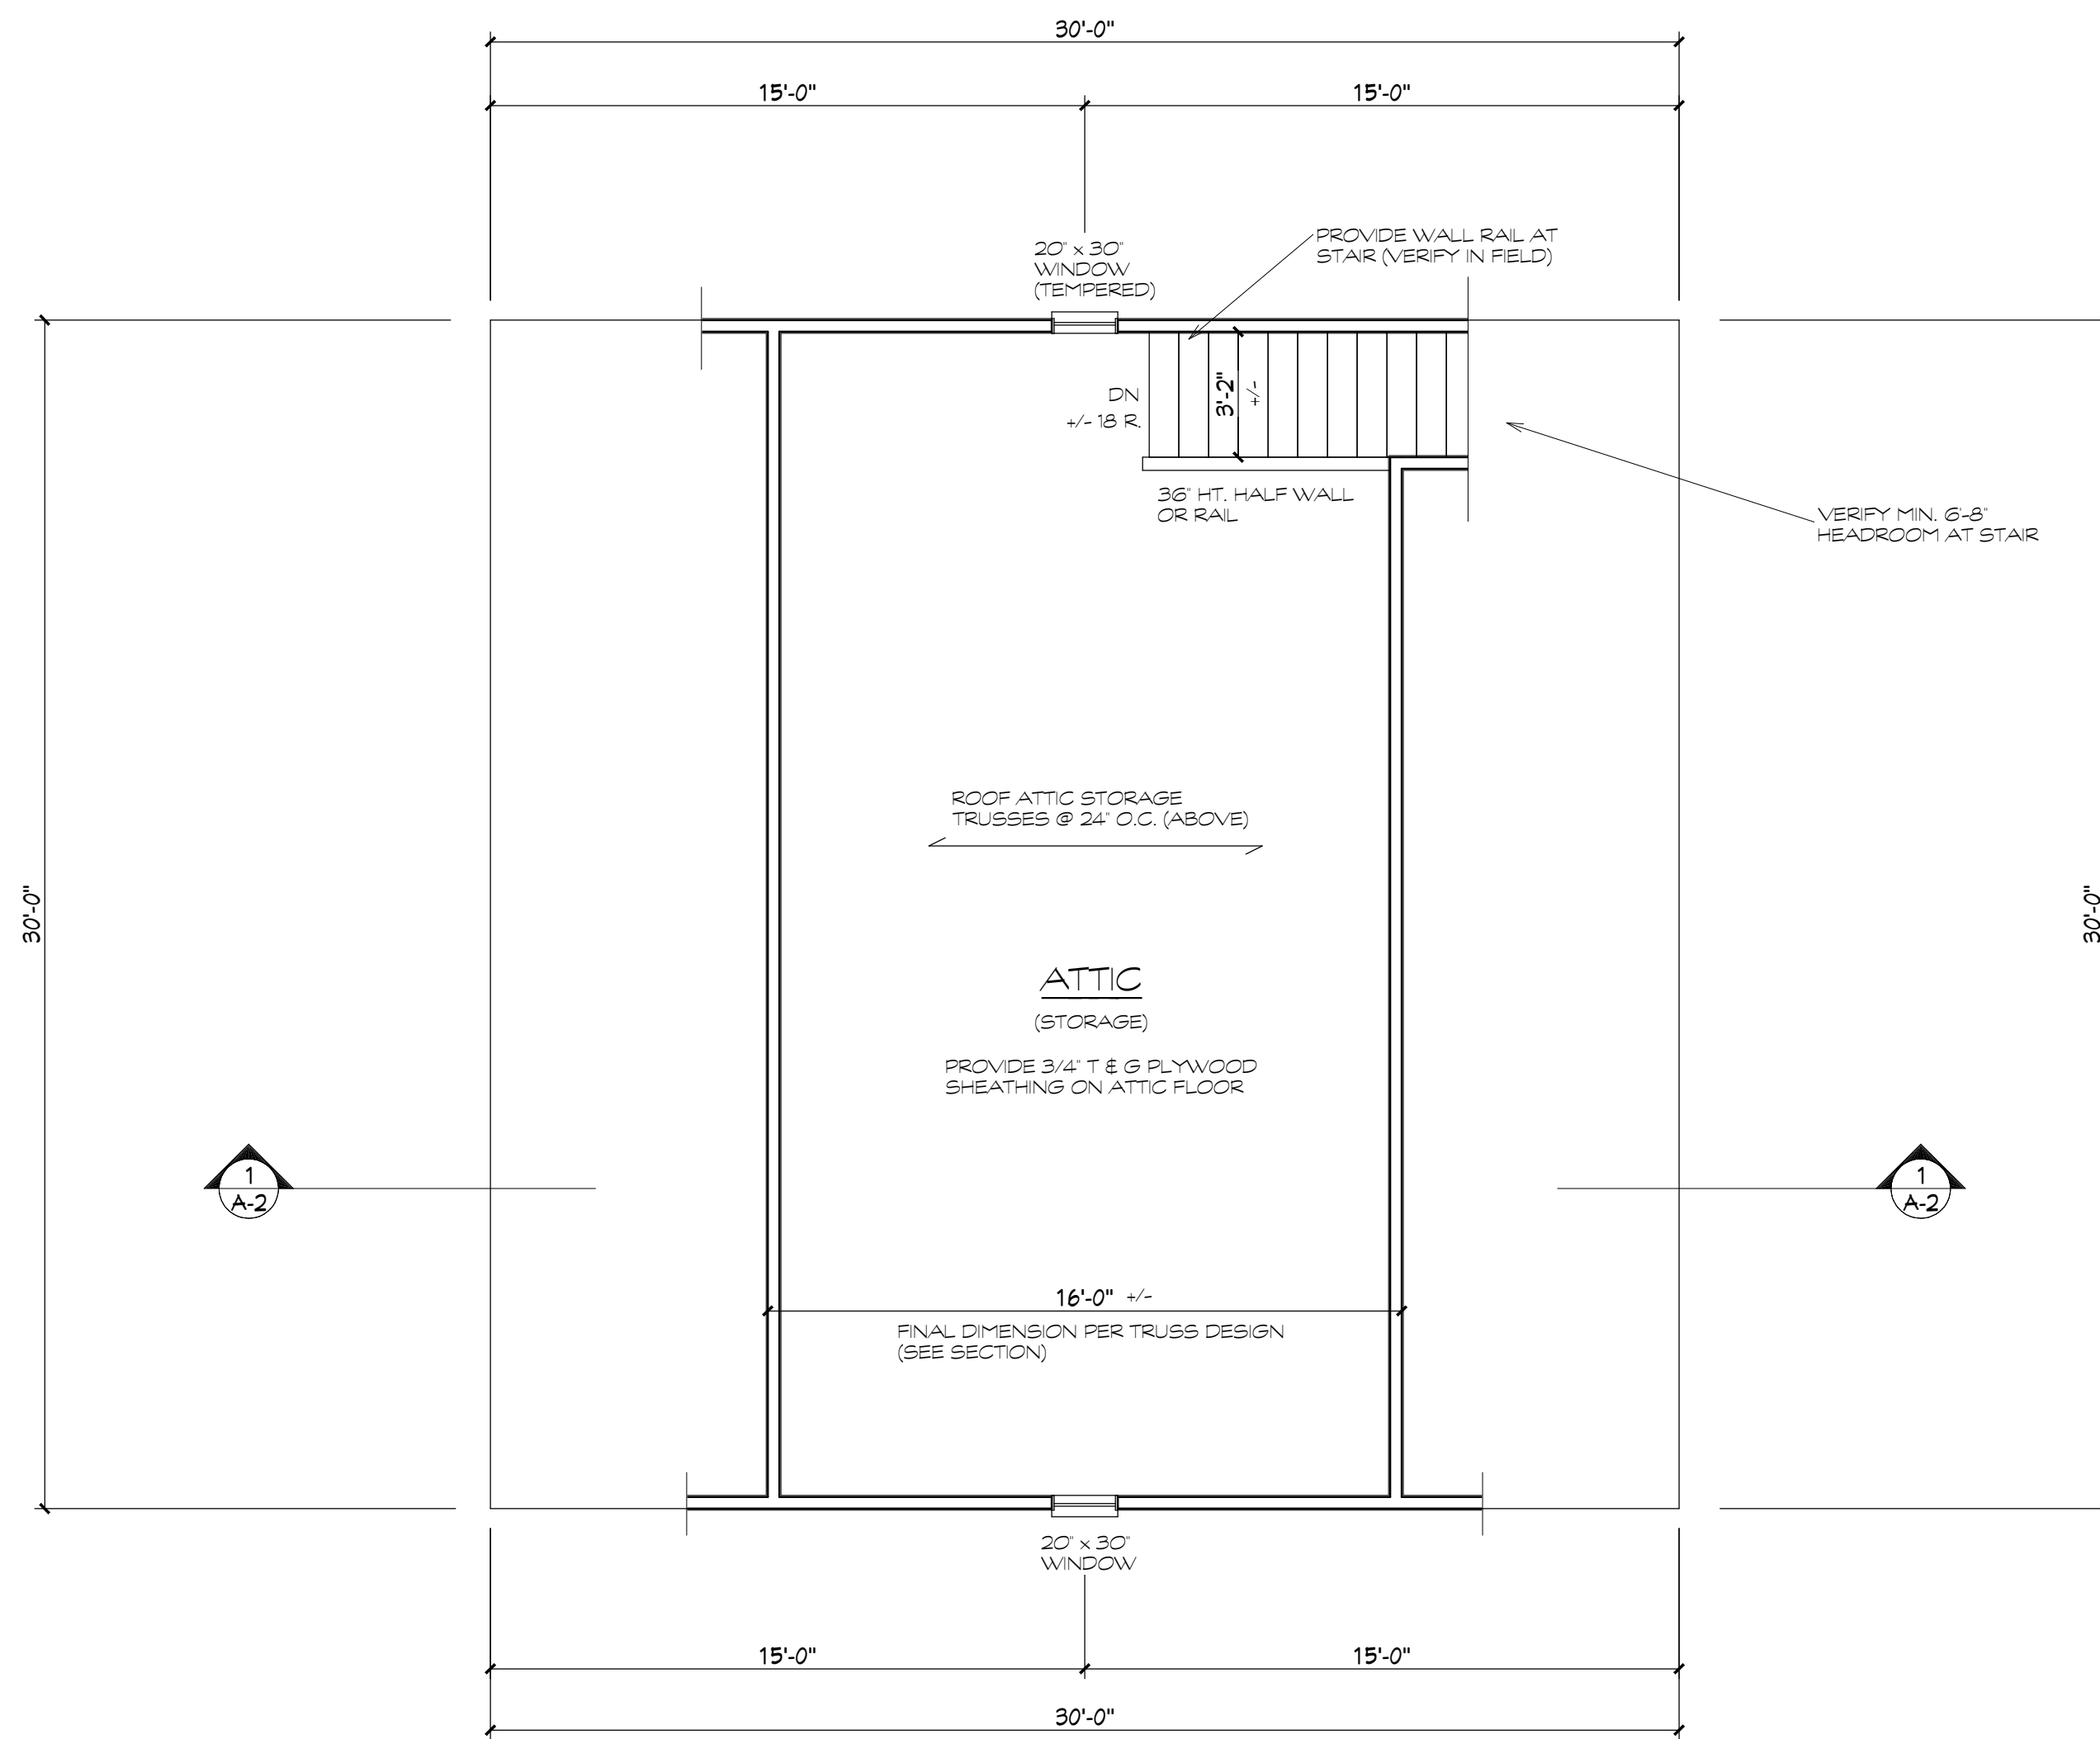 30'-0"
15'-0"
15'-0"
20" x 30"
WINDOW
(TEMPERED)
PROVIDE WALL RAIL AT
STAIR (VERIFY IN FIELD)
DN
+/- 18 R.
3'-2"
+/-
36" HT. HALF WALL
OR RAIL
VERIFY MIN. 6'-8"
HEADROOM AT STAIR
ROOF ATTIC STORAGE
TRUSSES @ 24" O.C. (ABOVE)
30'-0"
30'-0"
ATTIC
(STORAGE)
PROVIDE 3/4" T & G PLYWOOD
SHEATHING ON ATTIC FLOOR
1
A-2
1
A-2
16'-0" +/-
FINAL DIMENSION PER TRUSS DESIGN
(SEE SECTION)
20" x 30"
WINDOW
15'-0"
15'-0"
30'-0"